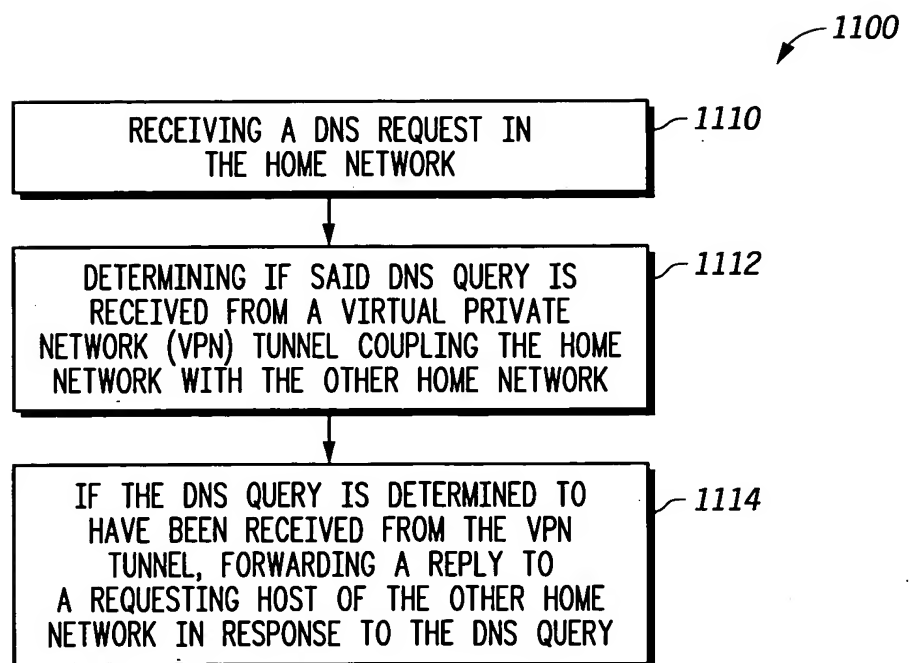 1100
RECEIVING A DNS REQUEST IN
THE HOME NETWORK
1110
DETERMINING IF SAID DNS QUERY IS
RECEIVED FROM A VIRTUAL PRIVATE
NETWORK (VPN) TUNNEL COUPLING THE HOME
NETWORK WITH THE OTHER HOME NETWORK
1112
IF THE DNS QUERY IS DETERMINED TO
HAVE BEEN RECEIVED FROM THE VPN
TUNNEL, FORWARDING A REPLY TO
A REQUESTING HOST OF THE OTHER HOME
NETWORK IN RESPONSE TO THE DNS QUERY
1114